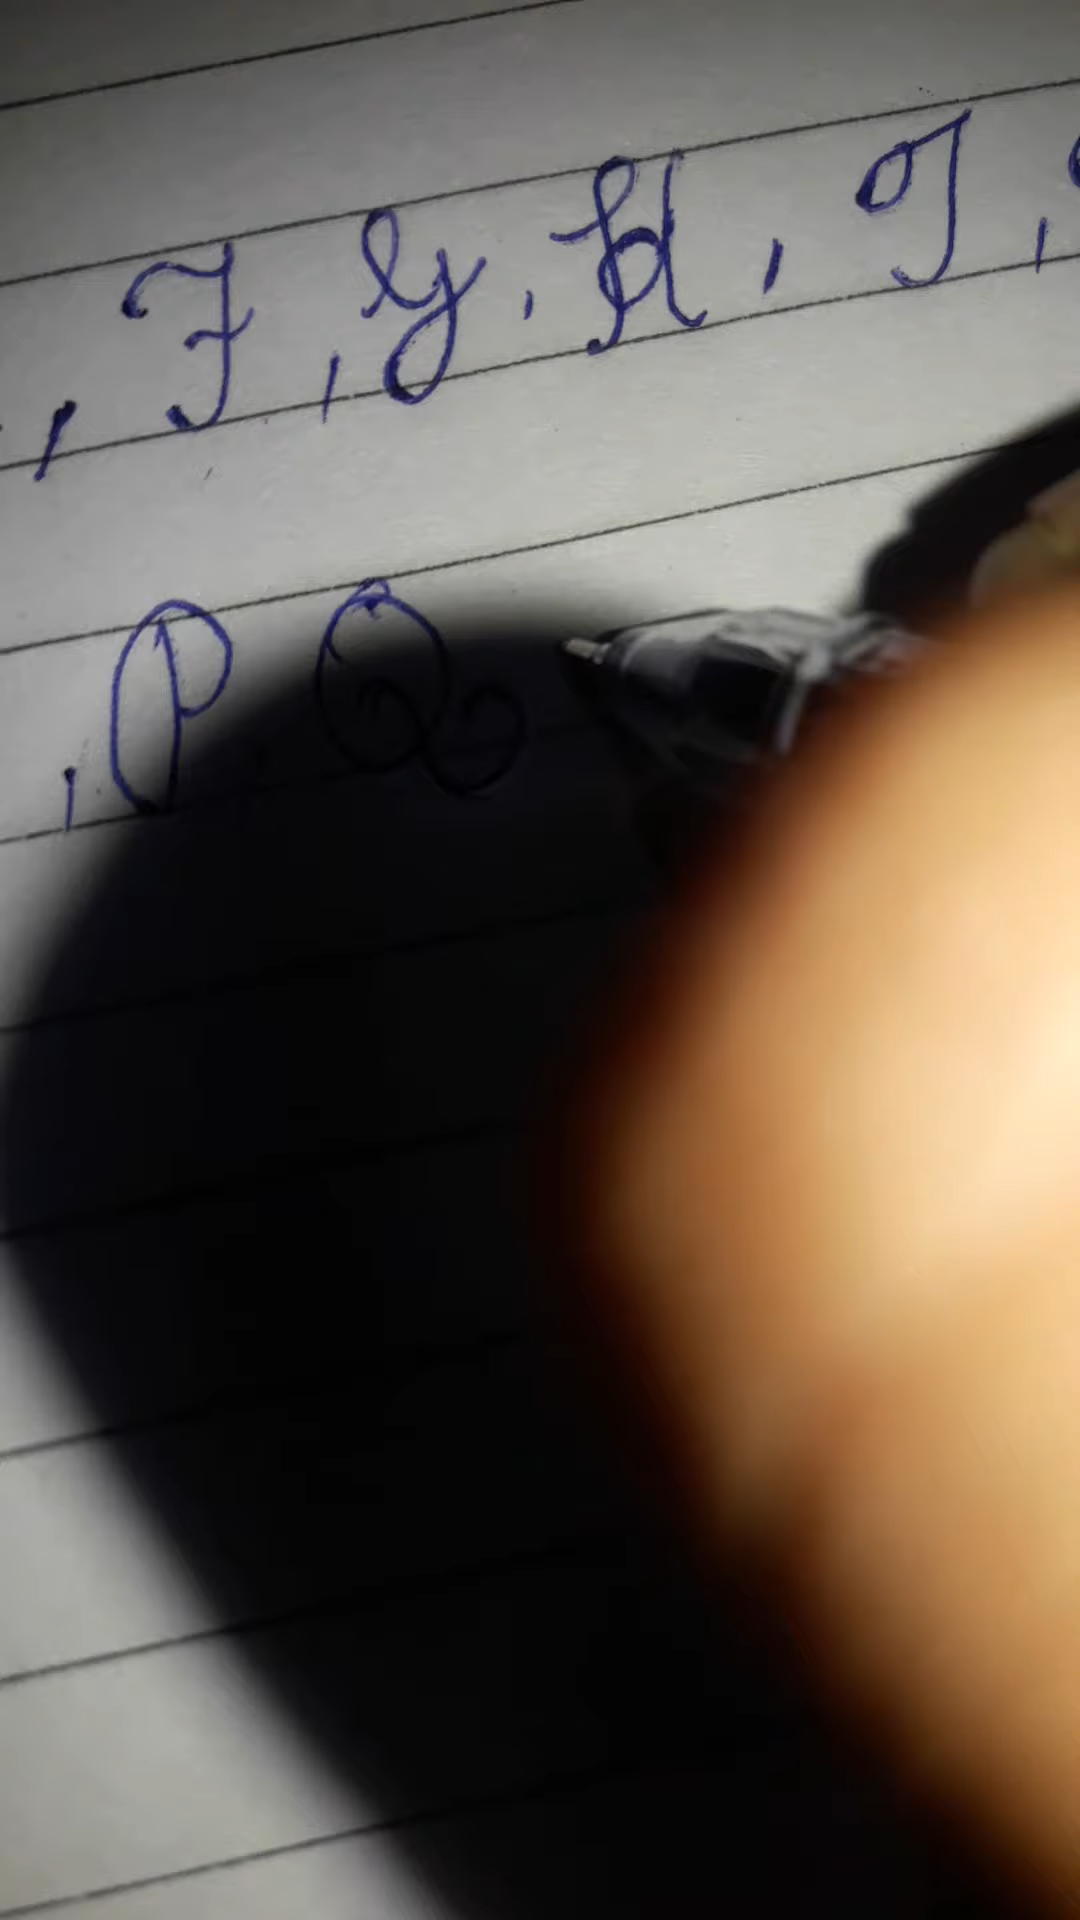 , F , G , H , I ,
, P , Q